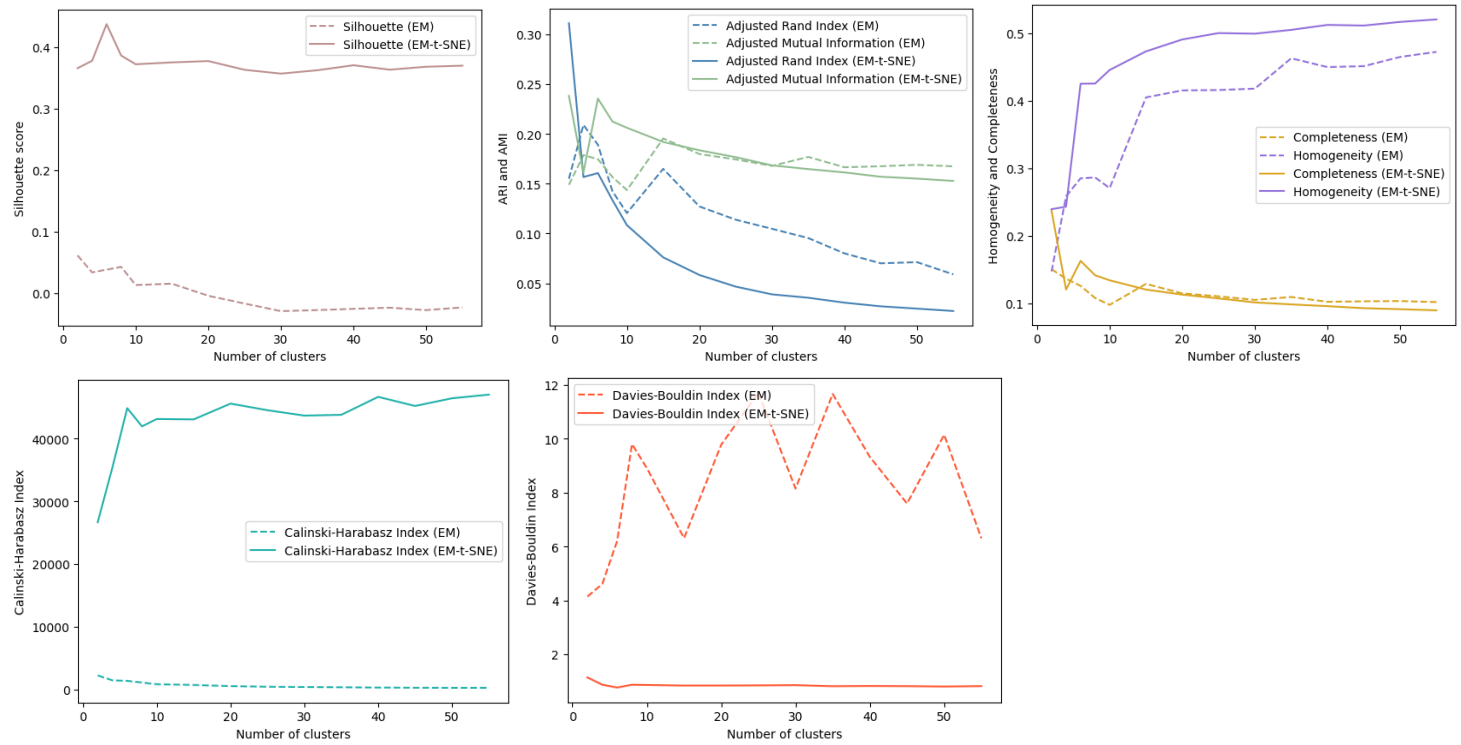 Silhouette (EM)
Silhouette (EM-t-SNE)
0.4
0.3
0.2
0.1
0.0
Silhouette score
0
10
20
30
40
50
Number of clusters
Adjusted Rand Index (EM)
Adjusted Mutual Information (EM)
Adjusted Rand Index (EM-t-SNE)
Adjusted Mutual Information (EM-t-SNE)
0.30
0.25
0.20
0.15
0.10
0.05
ARI and AMI
0
10
20
30
40
50
Number of clusters
Completeness (EM)
Homogeneity (EM)
Completeness (EM-t-SNE)
Homogeneity (EM-t-SNE)
0.5
0.4
0.3
0.2
0.1
Homogeneity and Completeness
0
10
20
30
40
50
Number of clusters
Calinski-Harabasz Index (EM)
Calinski-Harabasz Index (EM-t-SNE)
40000
30000
20000
10000
0
Calinski-Harabasz Index
0
10
20
30
40
50
Number of clusters
Davies-Bouldin Index (EM)
Davies-Bouldin Index (EM-t-SNE)
12
10
8
6
4
2
Davies-Bouldin Index
0
10
20
30
40
50
Number of clusters